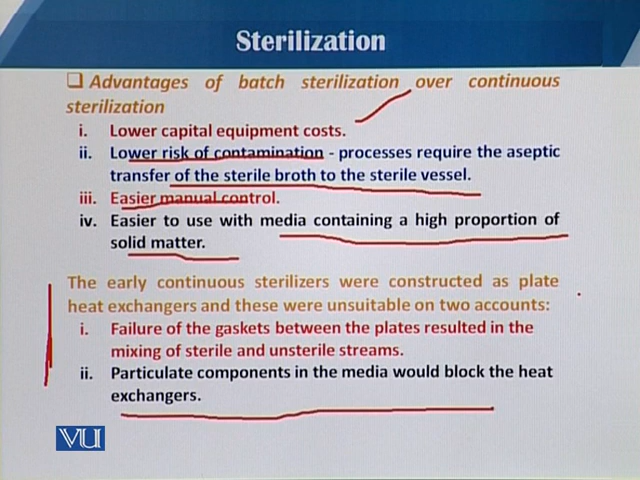 Sterilization
❑ Advantages of batch sterilization over continuous
sterilization
i. Lower capital equipment costs.
ii. Lower risk of contamination - processes require the aseptic
transfer of the sterile broth to the sterile vessel.
iii. Easier manual control.
iv. Easier to use with media containing a high proportion of
solid matter.
The early continuous sterilizers were constructed as plate
heat exchangers and these were unsuitable on two accounts:
i. Failure of the gaskets between the plates resulted in the
mixing of sterile and unsterile streams.
ii. Particulate components in the media would block the heat
exchangers.
VU